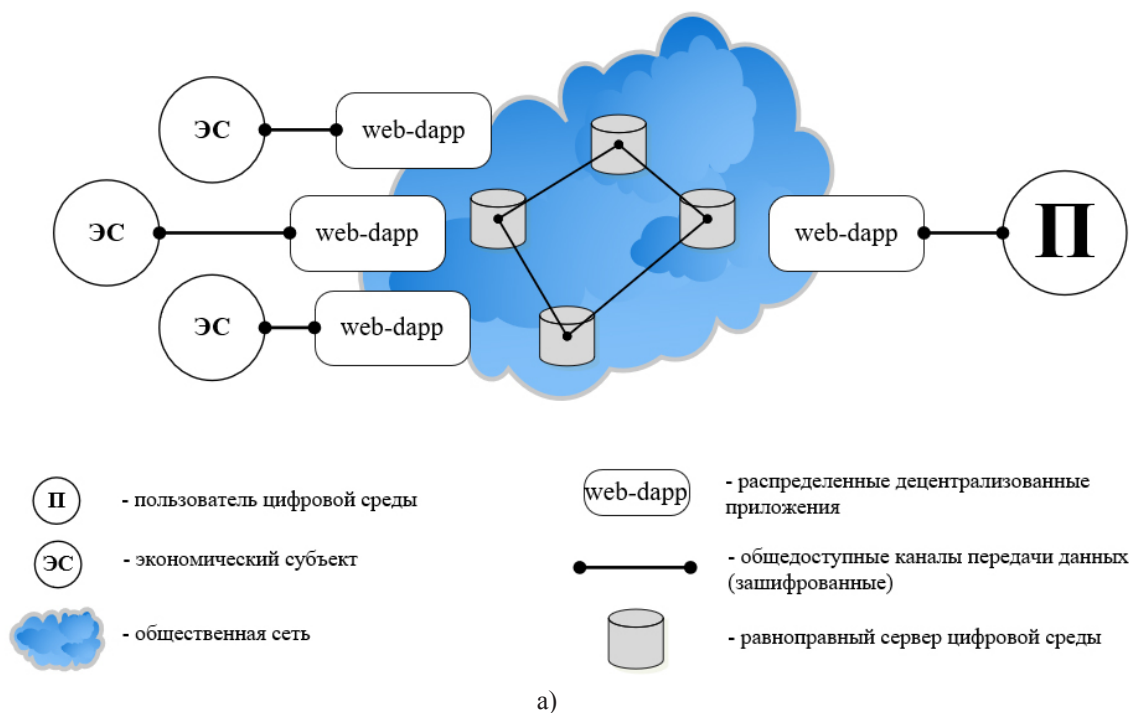 ЭС
web-dapp
ЭС
web-dapp
web-dapp
П
ЭС
web-dapp
П
- пользователь цифровой среды
web-dapp
- распределенные децентрализованные
приложения
ЭС
- экономический субъект
- общедоступные каналы передачи данных
(зашифрованные)
- общественная сеть
- равноправный сервер цифровой среды
а)